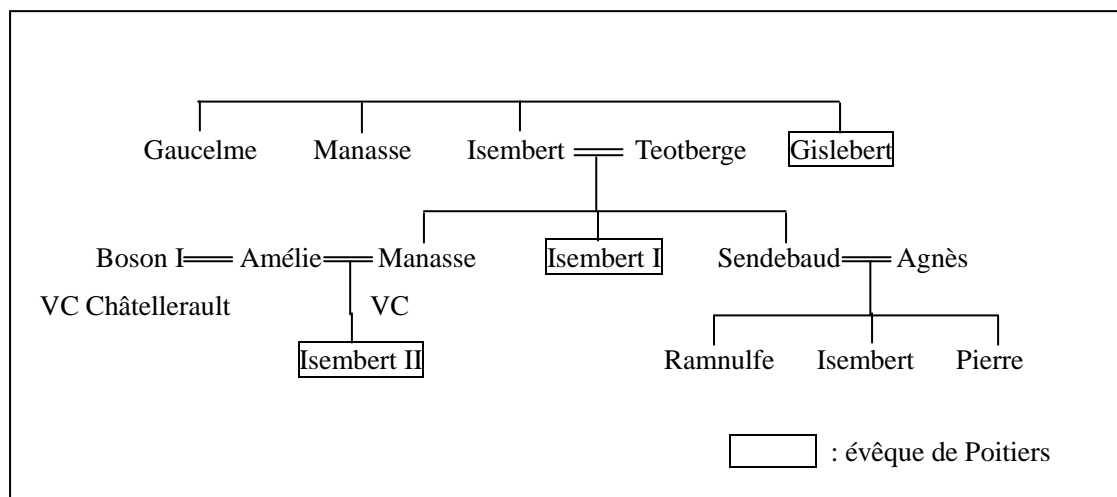 Gaucelme Manasse Isembert Teotberge Gislebert
Boson I Amélie Manasse Isembert I Sendebaud Agnès
VC Châtellerault VC
Isembert II Ramnulfe Isembert Pierre
: évêque de Poitiers